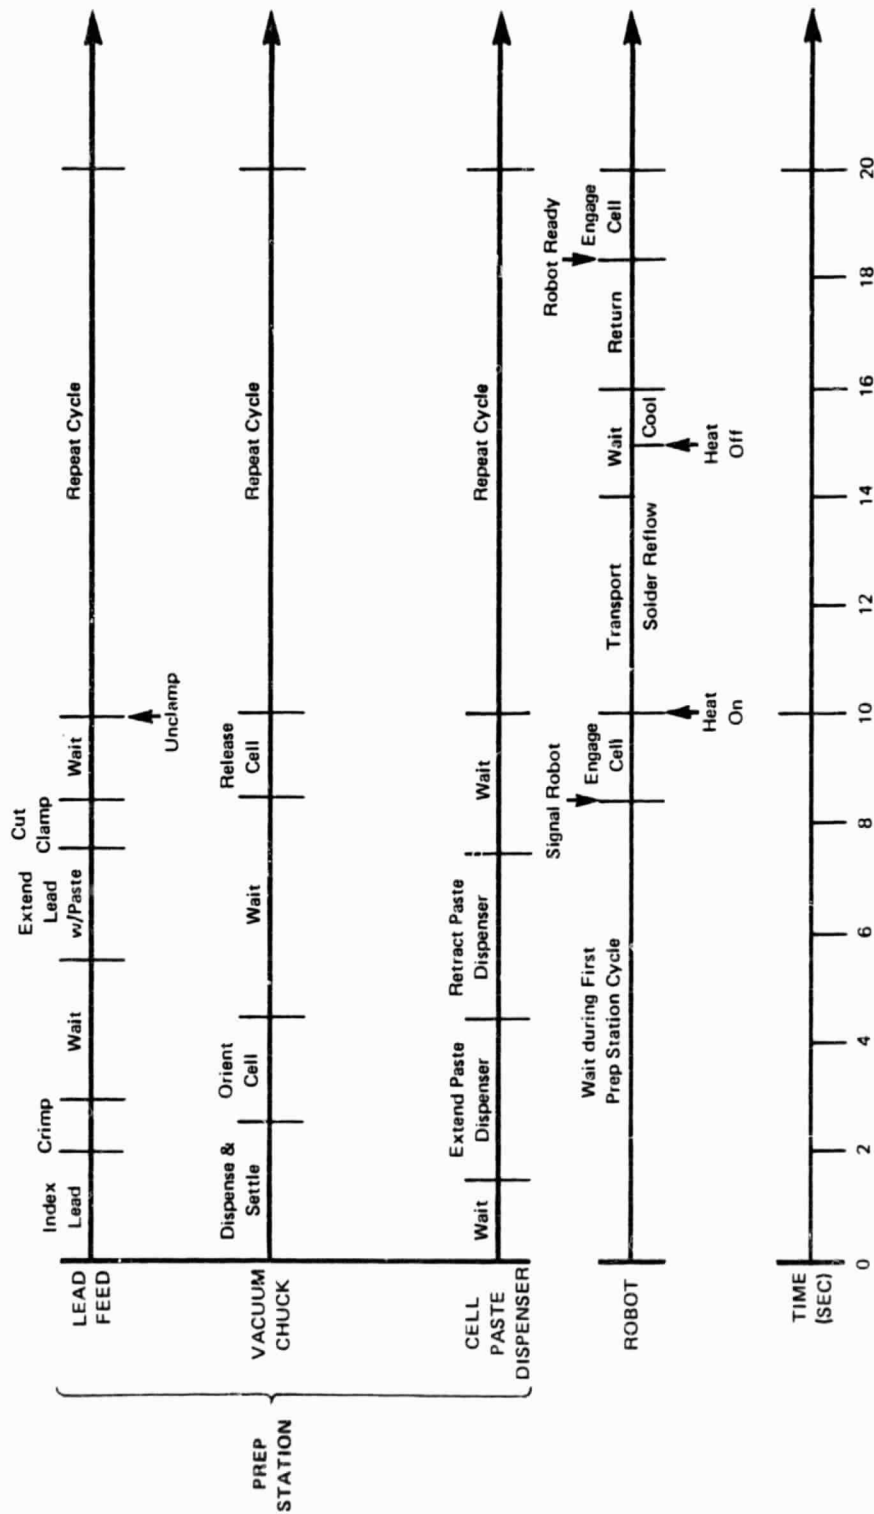 PREP
STATION
LEAD
FEED
Index
Lead
Crimp
Wait
Extend
Lead
w/Paste
Cut
Clamp
Wait
Unclamp
Repeat Cycle
VACUUM
CHUCK
Dispense &
Settle
Orient
Cell
Wait
Release
Cell
Repeat Cycle
CELL
PASTE
DISPENSER
Wait
Extend Paste
Dispenser
Retract Paste
Dispenser
Wait
Repeat Cycle
ROBOT
Wait during First
Prep Station Cycle
Signal Robot
Engage
Cell
Heat
On
Transport
Solder Reflow
Wait
Cool
Heat
Off
Return
Robot Ready
Engage
Cell
TIME
(SEC)
0
2
4
6
8
10
12
14
16
18
20